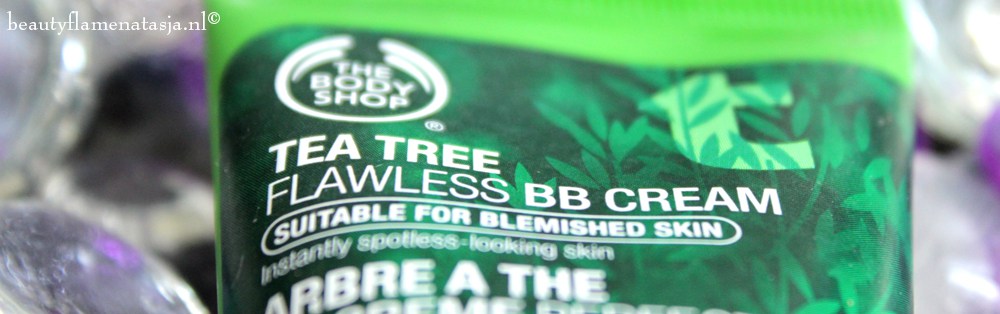 beautyflamenatasja.nl©
THE
BODY
SHOP
®
t
TEA TREE
FLAWLESS BB CREAM
SUITABLE FOR BLEMISHED SKIN
Instantly spotless-looking skin
ARBRE A THE